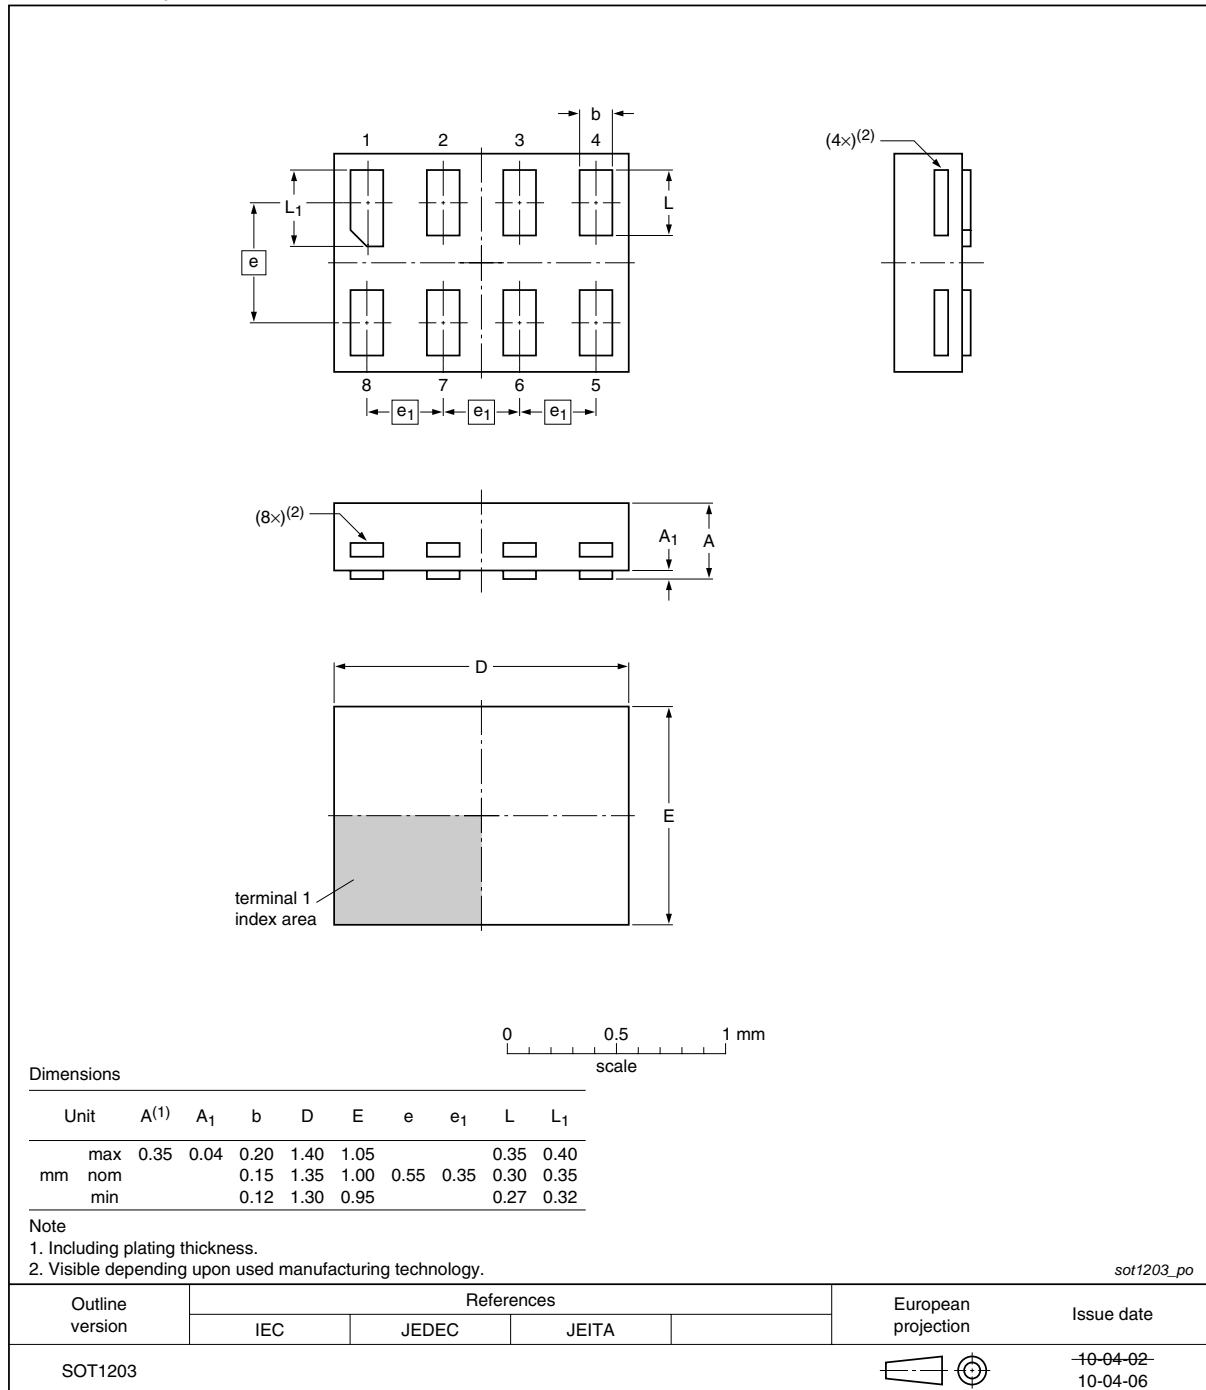 b
1 2 3 4
(4×)(2)
L1
L
e
8 7 6 5
e1 e1 e1
(8×)(2)
A1 A
D
E
terminal 1
index area
0 0.5 1 mm
scale
Dimensions
Unit A(1) A1 b D E e e1 L L1
max 0.35 0.04 0.20 1.40 1.05 0.35 0.40
mm nom 0.15 1.35 1.00 0.55 0.35 0.30 0.35
min 0.12 1.30 0.95 0.27 0.32
Note
1. Including plating thickness.
2. Visible depending upon used manufacturing technology.
sot1203_po
Outline version References European projection Issue date
IEC JEDEC JEITA
SOT1203 10-04-02
10-04-06